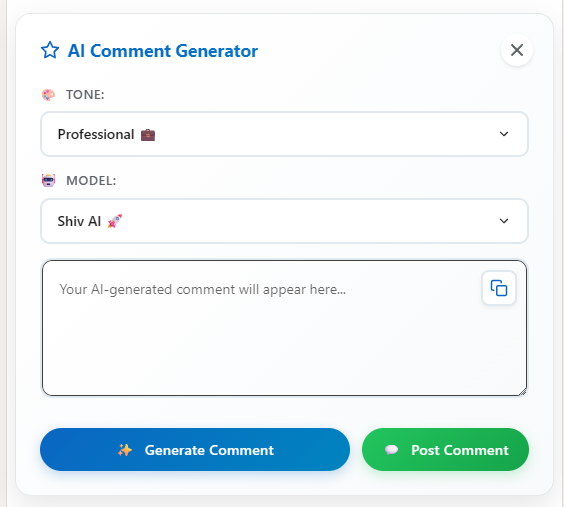 AI Comment Generator
🎨 TONE:
Professional 💼
🤖 MODEL:
Shiv AI 🚀
Your AI-generated comment will appear here...
✨ Generate Comment
💬 Post Comment